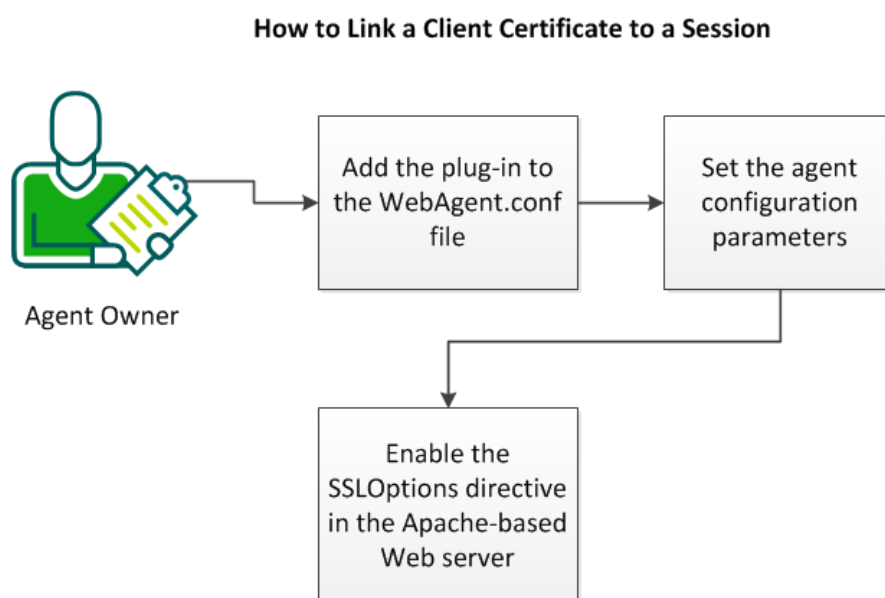 How to Link a Client Certificate to a Session
Add the plug-in to
the WebAgent.conf
file
Set the agent
configuration
parameters
Agent Owner
Enable the
SSLOptions directive
in the Apache-based
Web server